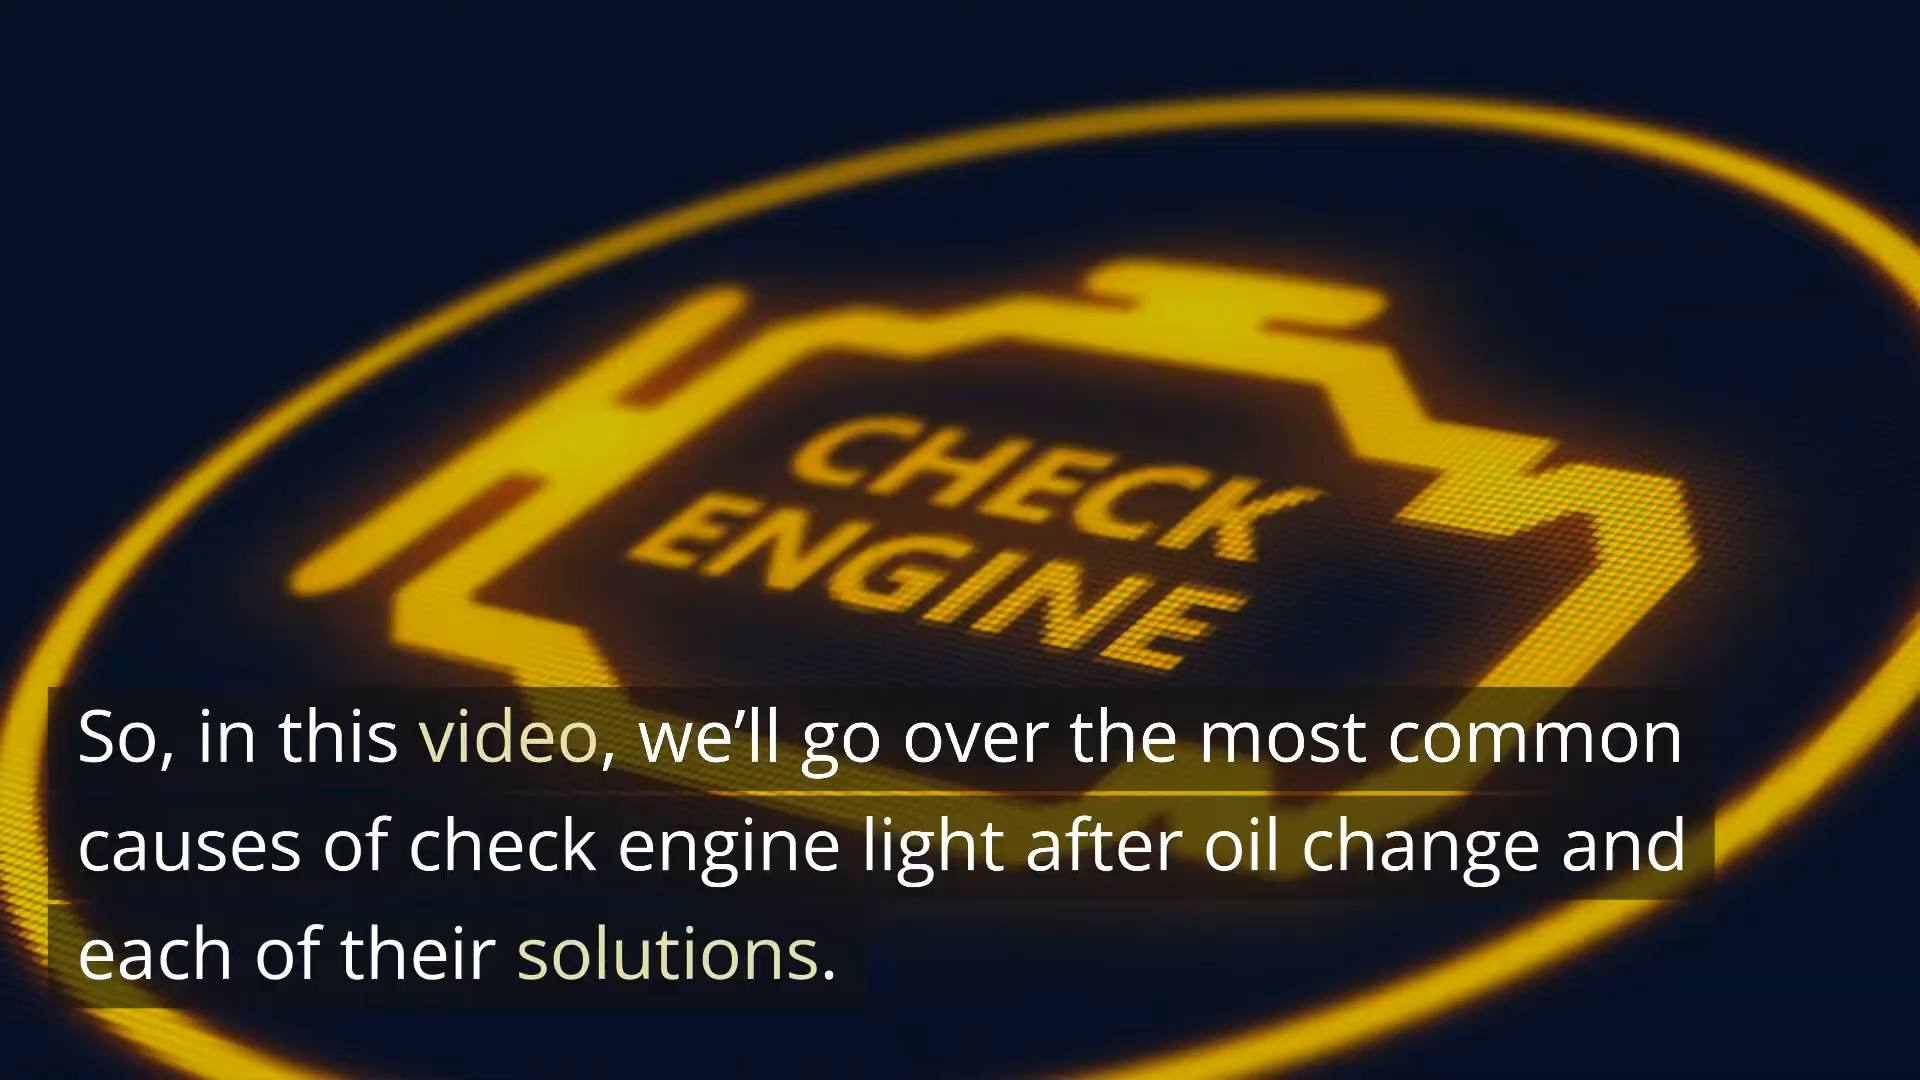 CHECK
ENGINE
So, in this video, we’ll go over the most common
causes of check engine light after oil change and
each of their solutions.